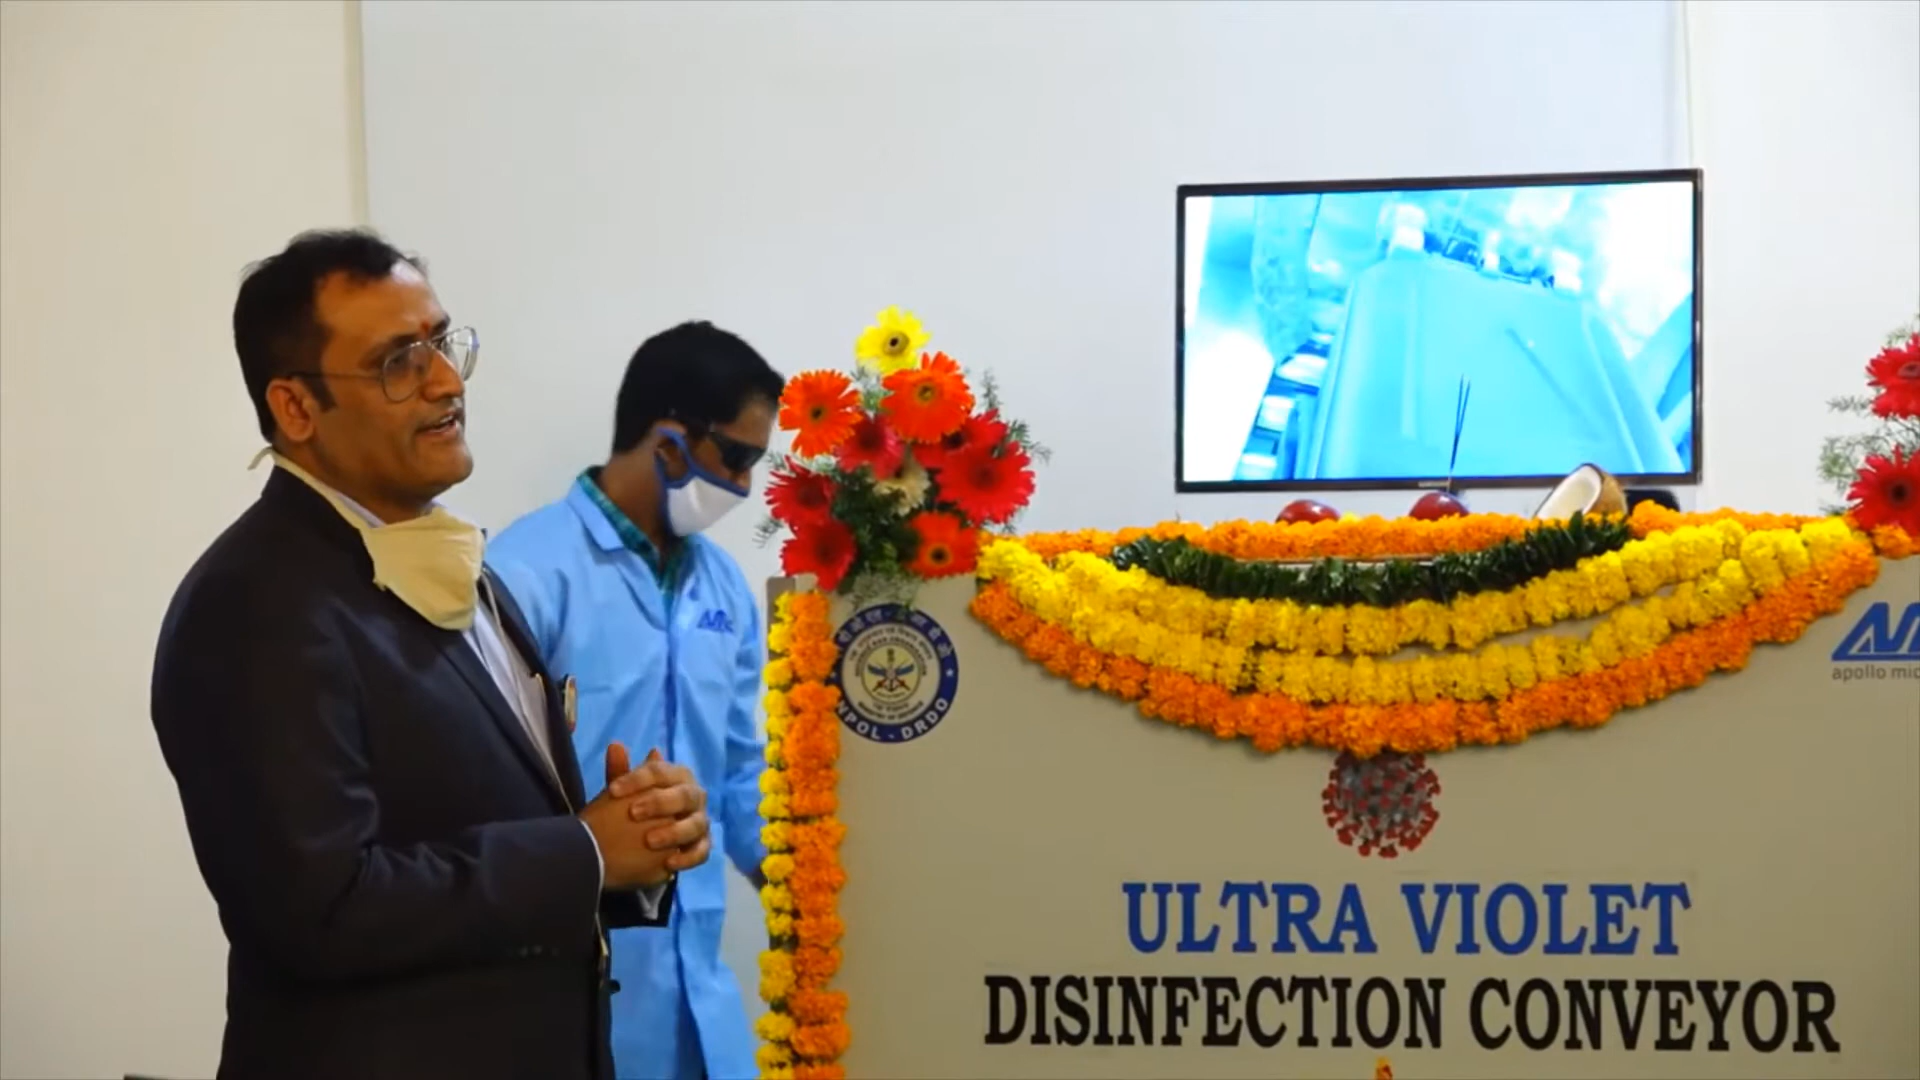 NPOL - DRDO
apollo mic
ULTRA VIOLET
DISINFECTION CONVEYOR